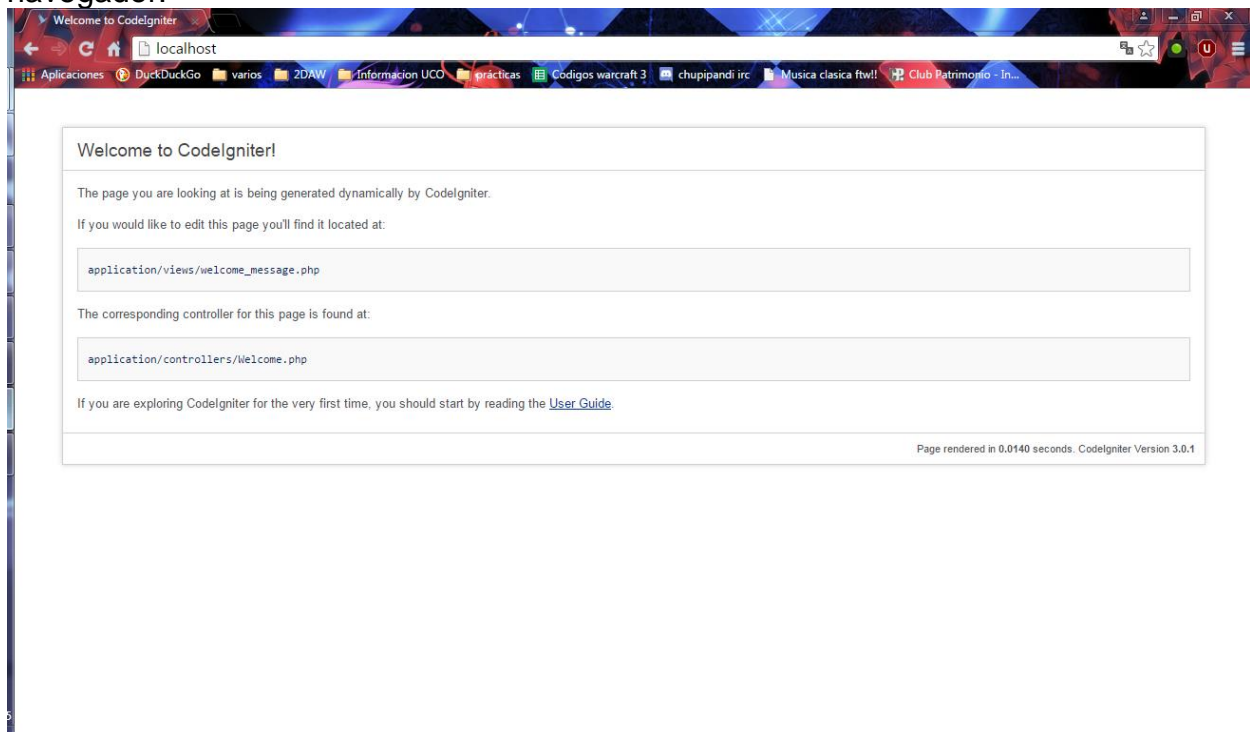 navegador.
Welcome to CodeIgniter
localhost
Aplicaciones DuckDuckGo varios 2DAW Informacion UCO prácticas Codigos warcraft 3 chupipandi irc Musica clasica ftw!! Club Patrimonio - In...
Welcome to CodeIgniter!
The page you are looking at is being generated dynamically by CodeIgniter.
If you would like to edit this page you'll find it located at:
application/views/welcome_message.php
The corresponding controller for this page is found at:
application/controllers/Welcome.php
If you are exploring CodeIgniter for the very first time, you should start by reading the User Guide.
Page rendered in 0.0140 seconds. CodeIgniter Version 3.0.1